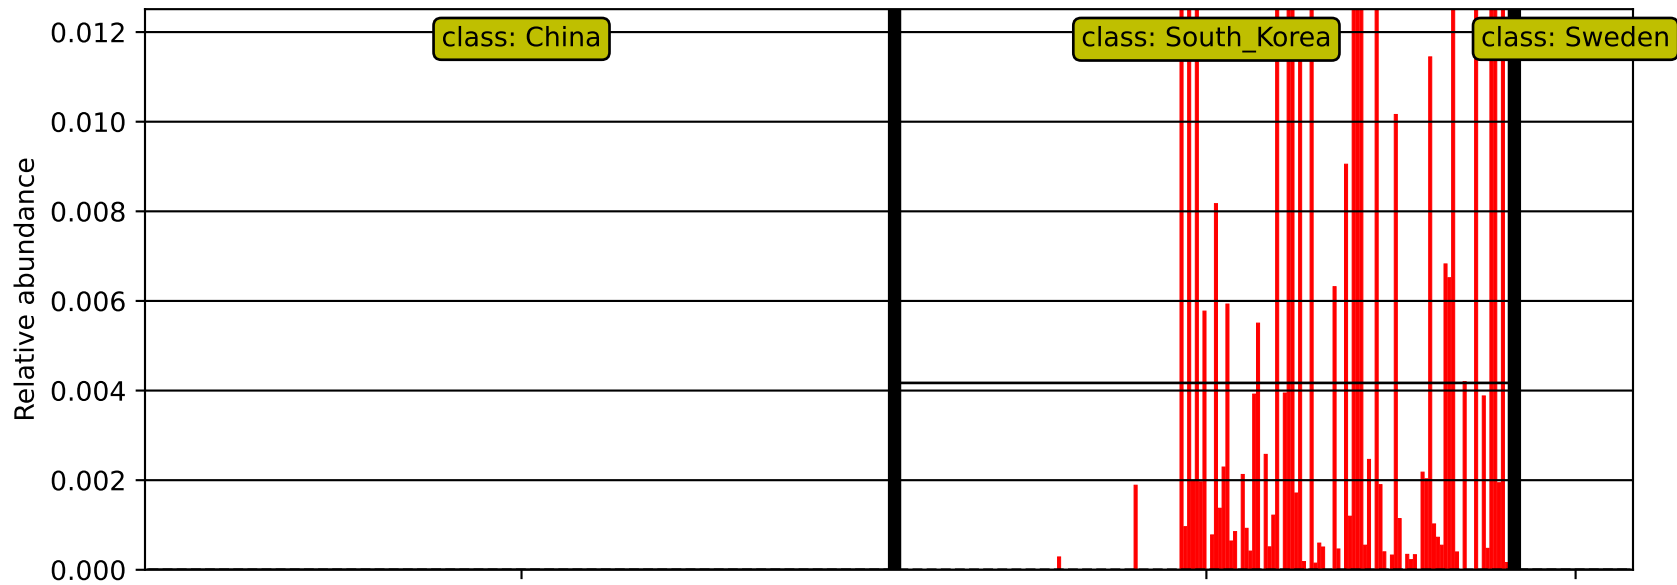 class: China
class: South_Korea
class: Sweden
Relative abundance
0.012
0.010
0.008
0.006
0.004
0.002
0.000